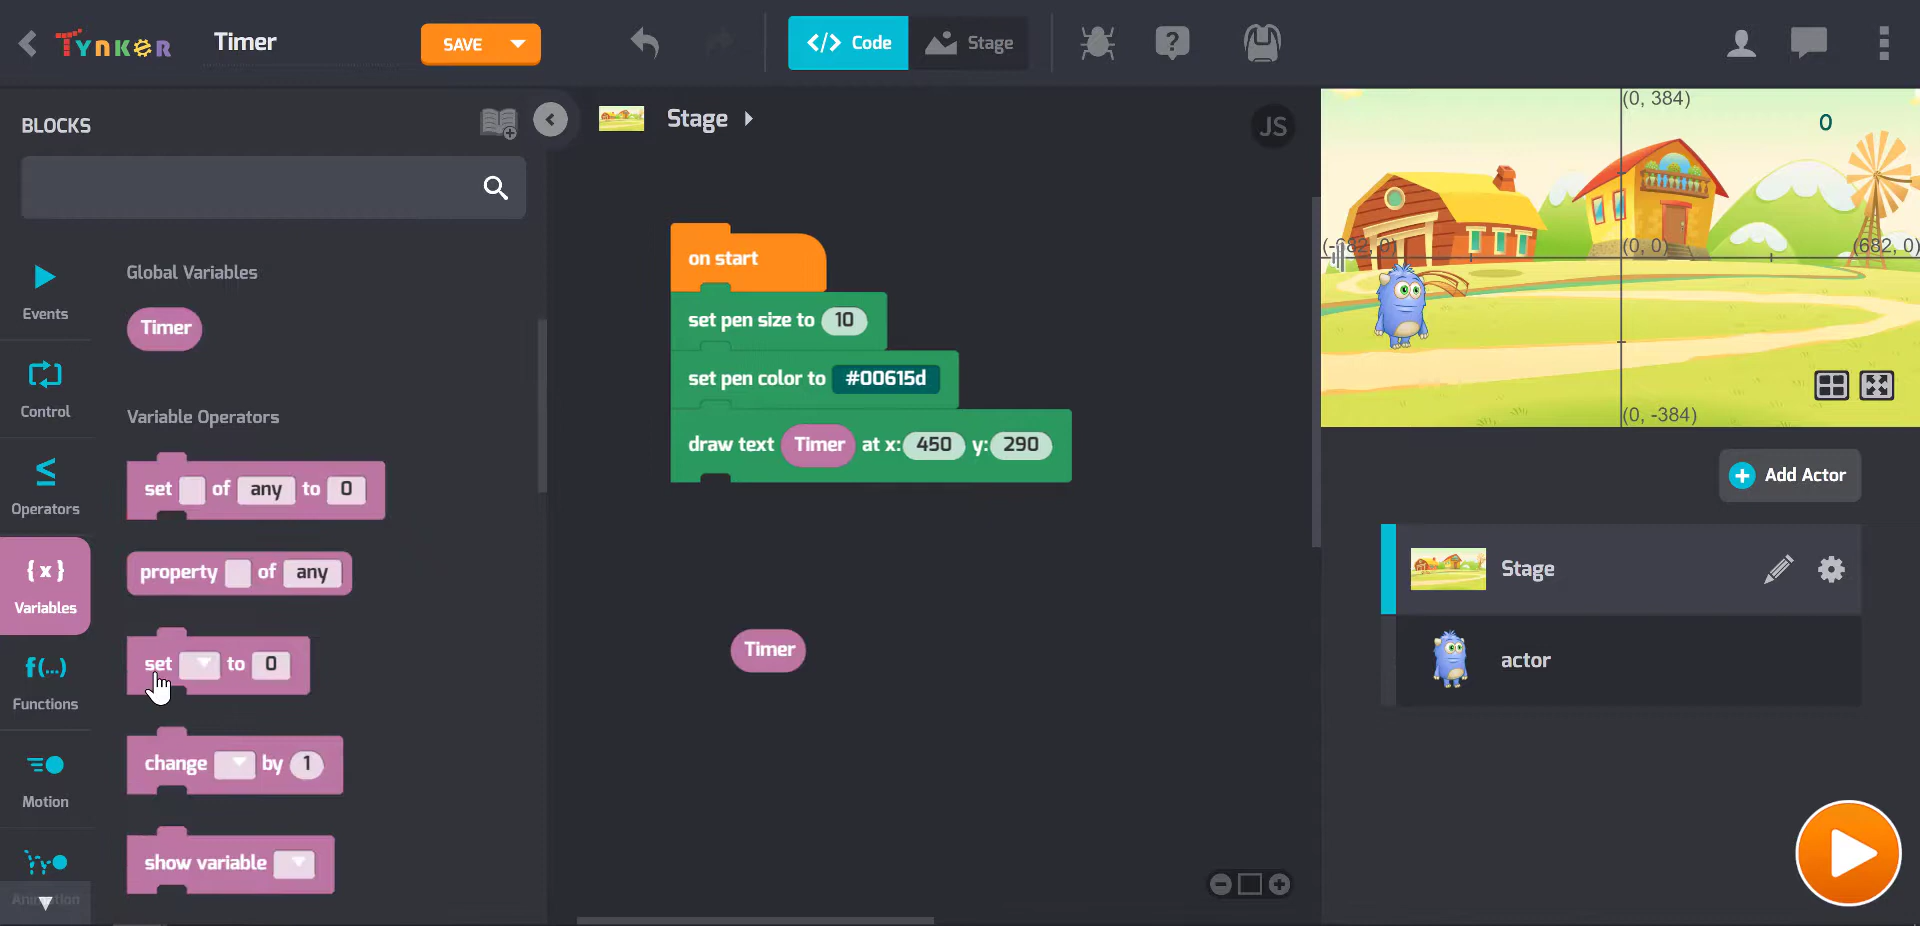 TYNKER
Timer
SAVE
</> Code
Stage
?
BLOCKS
Stage
JS
Global Variables
Timer
Variable Operators
set of any to 0
property of any
set to 0
change by 1
show variable
Events
Control
Operators
{x}
Variables
f(...)
Functions
Motion
Animation
on start
set pen size to 10
set pen color to #00615d
draw text Timer at x: 450 y: 290
Timer
(0, 384)
0
(-682, 0)
(0, 0)
(682, 0)
(0, -384)
Add Actor
Stage
actor